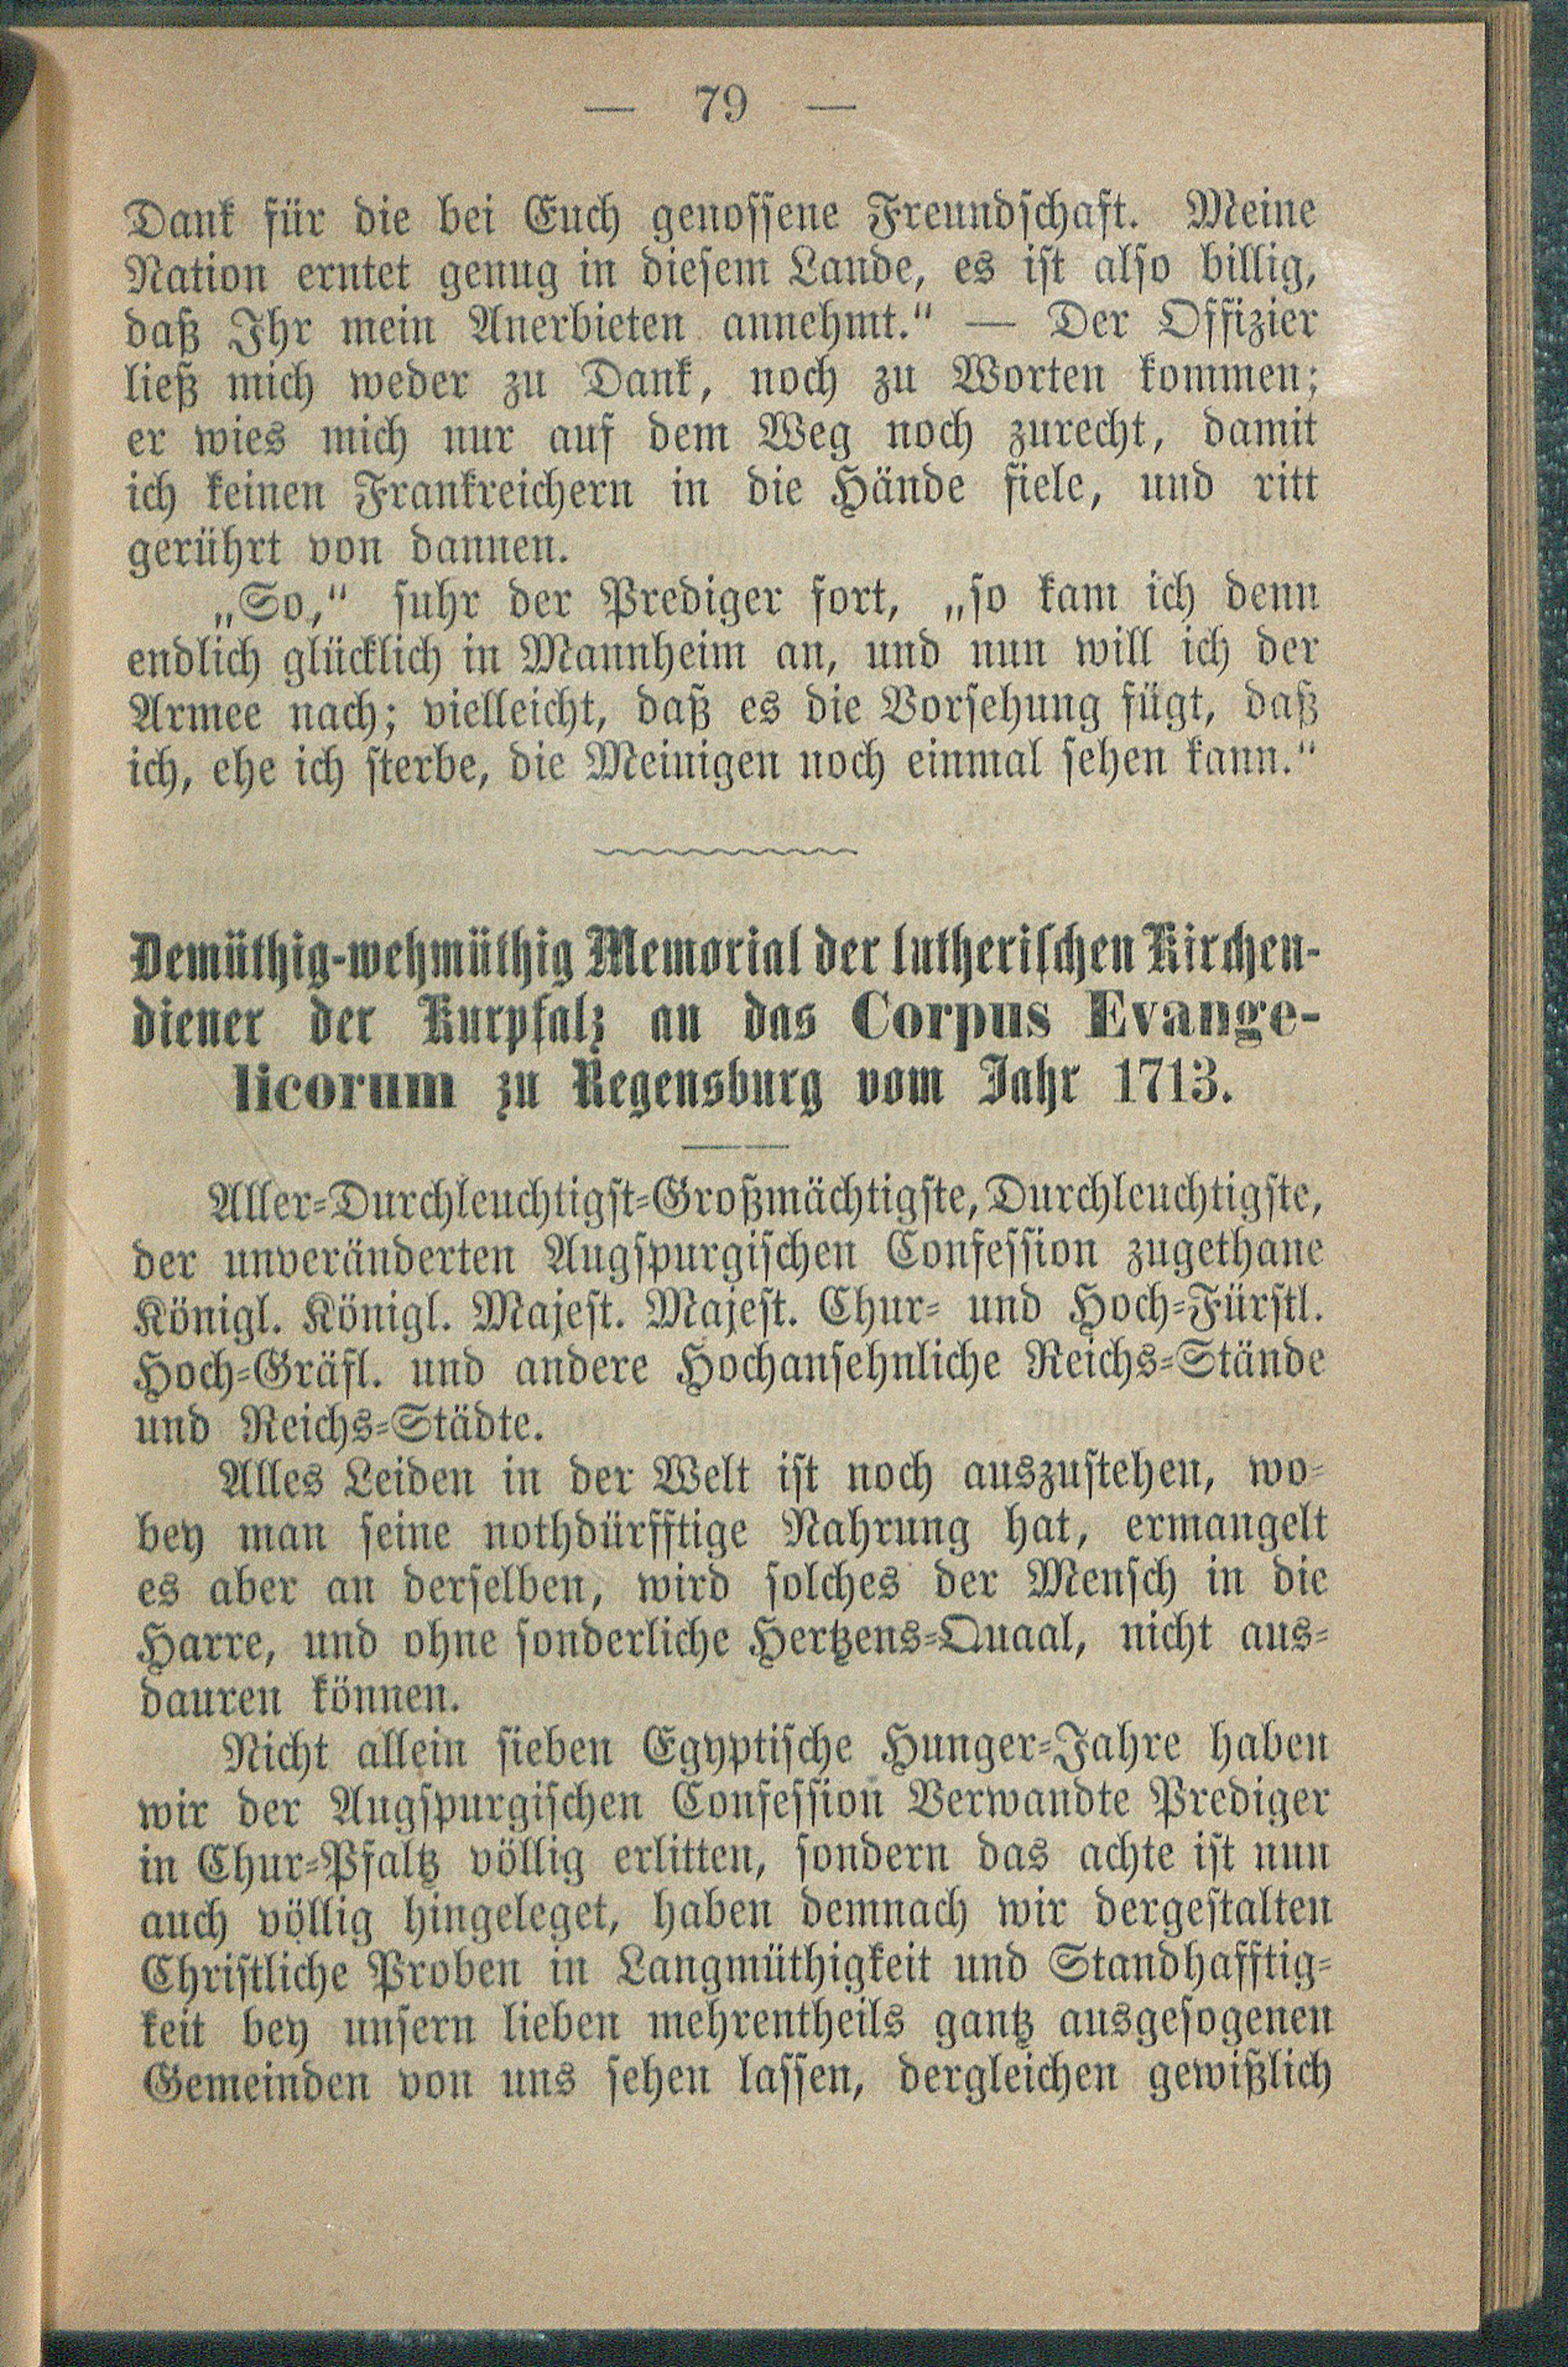 — 79 —
Dank für die bei Euch genossene Freundschaft. Meine
Nation erntet genug in diesem Lande, es ist also billig,
daß Ihr mein Anerbieten annehmt.“ — Der Offizier
ließ mich weder zu Dank, noch zu Worten kommen;
er wies mich nur auf dem Weg noch zurecht, damit
ich keinen Frankreichern in die Hände fiele, und ritt
gerührt von dannen.
„So,“ fuhr der Prediger fort, „so kam ich denn
endlich glücklich in Mannheim an, und nun will ich der
Armee nach; vielleicht, daß es die Vorsehung fügt, daß
ich, ehe ich sterbe, die Meinigen noch einmal sehen kann.“
Demüthig-wehmüthig Memorial der lutherischen Kirchen-
diener der Kurpfalz an das Corpus Evange-
licorum zu Regensburg vom Jahr 1713.
Aller-Durchleuchtigst-Großmächtigste, Durchleuchtigste,
der unveränderten Augspurgischen Confession zugethane
Königl. Königl. Majest. Majest. Chur- und Hoch-Fürstl.
Hoch-Gräfl. und andere Hochansehnliche Reichs-Stände
und Reichs-Städte.
Alles Leiden in der Welt ist noch auszustehen, wo-
bey man seine nothdürfftige Nahrung hat, ermangelt
es aber an derselben, wird solches der Mensch in die
Harre, und ohne sonderliche Hertzens-Quaal, nicht aus-
dauren können.
Nicht allein sieben Egyptische Hunger-Jahre haben
wir der Augspurgischen Confession Verwandte Prediger
in Chur-Pfaltz völlig erlitten, sondern das achte ist nun
auch völlig hingeleget, haben demnach wir dergestalten
Christliche Proben in Langmüthigkeit und Standhafftig-
keit bey unsern lieben mehrentheils gantz ausgesogenen
Gemeinden von uns sehen lassen, dergleichen gewißlich